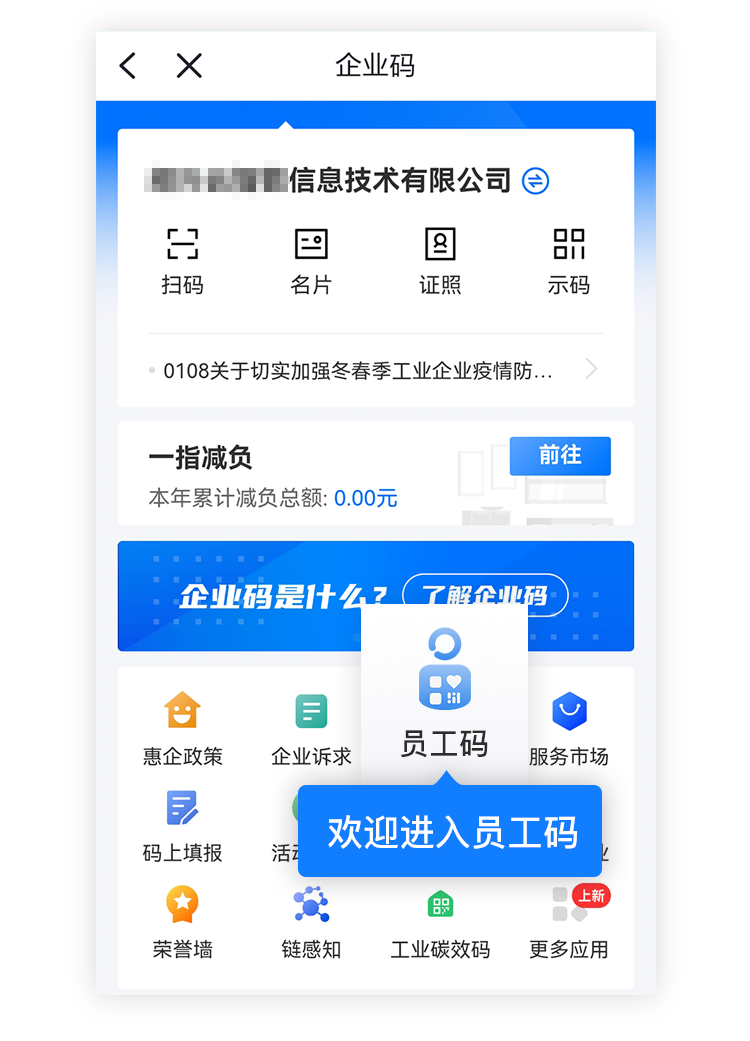 企业码
信息技术有限公司
扫码
名片
证照
示码
0108关于切实加强冬春季工业企业疫情防...
一指减负
前往
本年累计减负总额: 0.00元
企业码是什么?
了解企业码
惠企政策
企业诉求
员工码
服务市场
欢迎进入员工码
码上填报
活
荣誉墙
链感知
工业碳效码
上新
更多应用